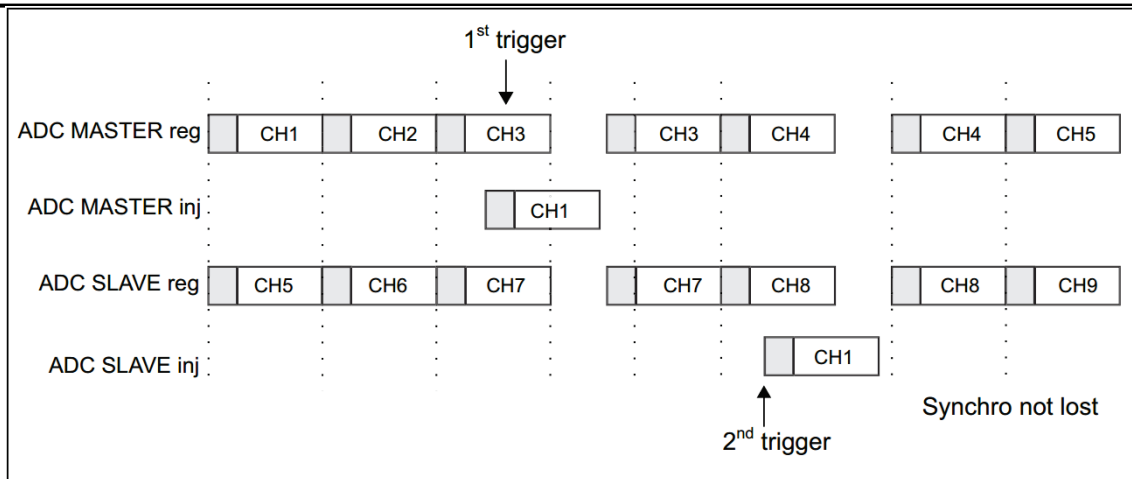 1st trigger
ADC MASTER reg CH1 CH2 CH3 CH3 CH4 CH4 CH5
ADC MASTER inj CH1
ADC SLAVE reg CH5 CH6 CH7 CH7 CH8 CH8 CH9
ADC SLAVE inj CH1
Synchro not lost
2nd trigger